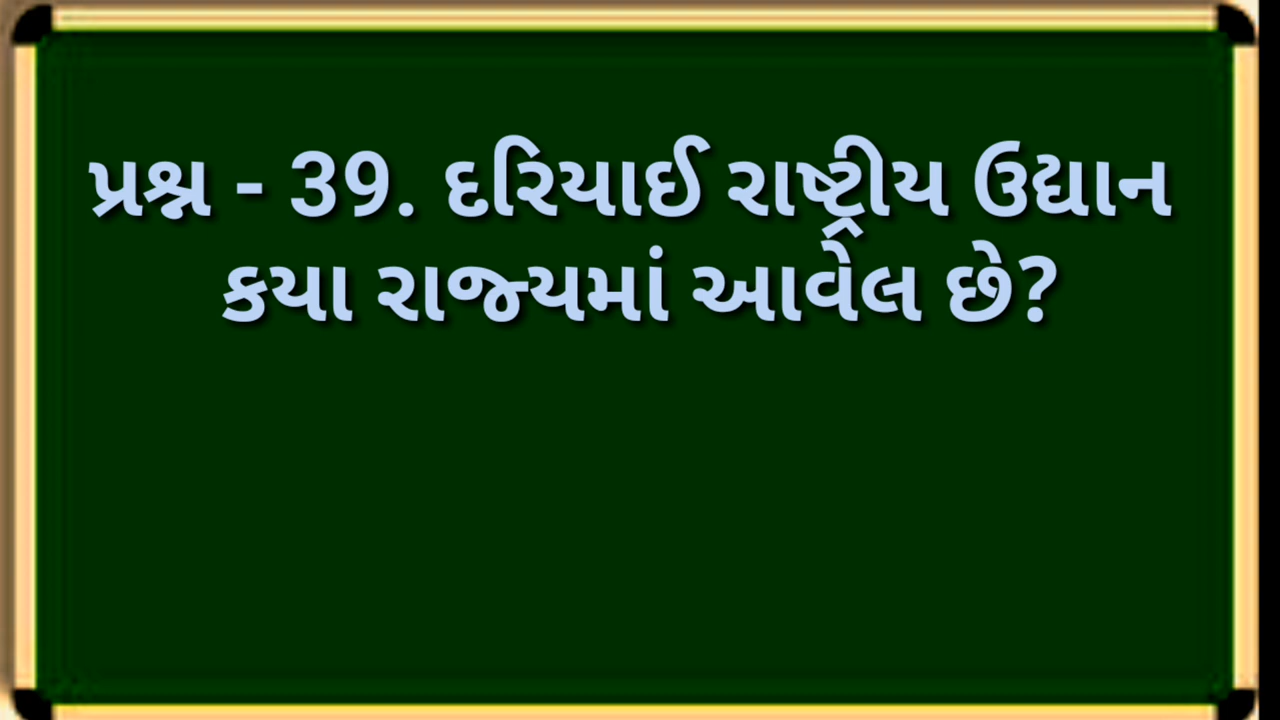 પ્રશ્ન - 39. દરિયાઈ રાષ્ટ્રીય ઉદ્યાન
કયા રાજ્યમાં આવેલ છે?